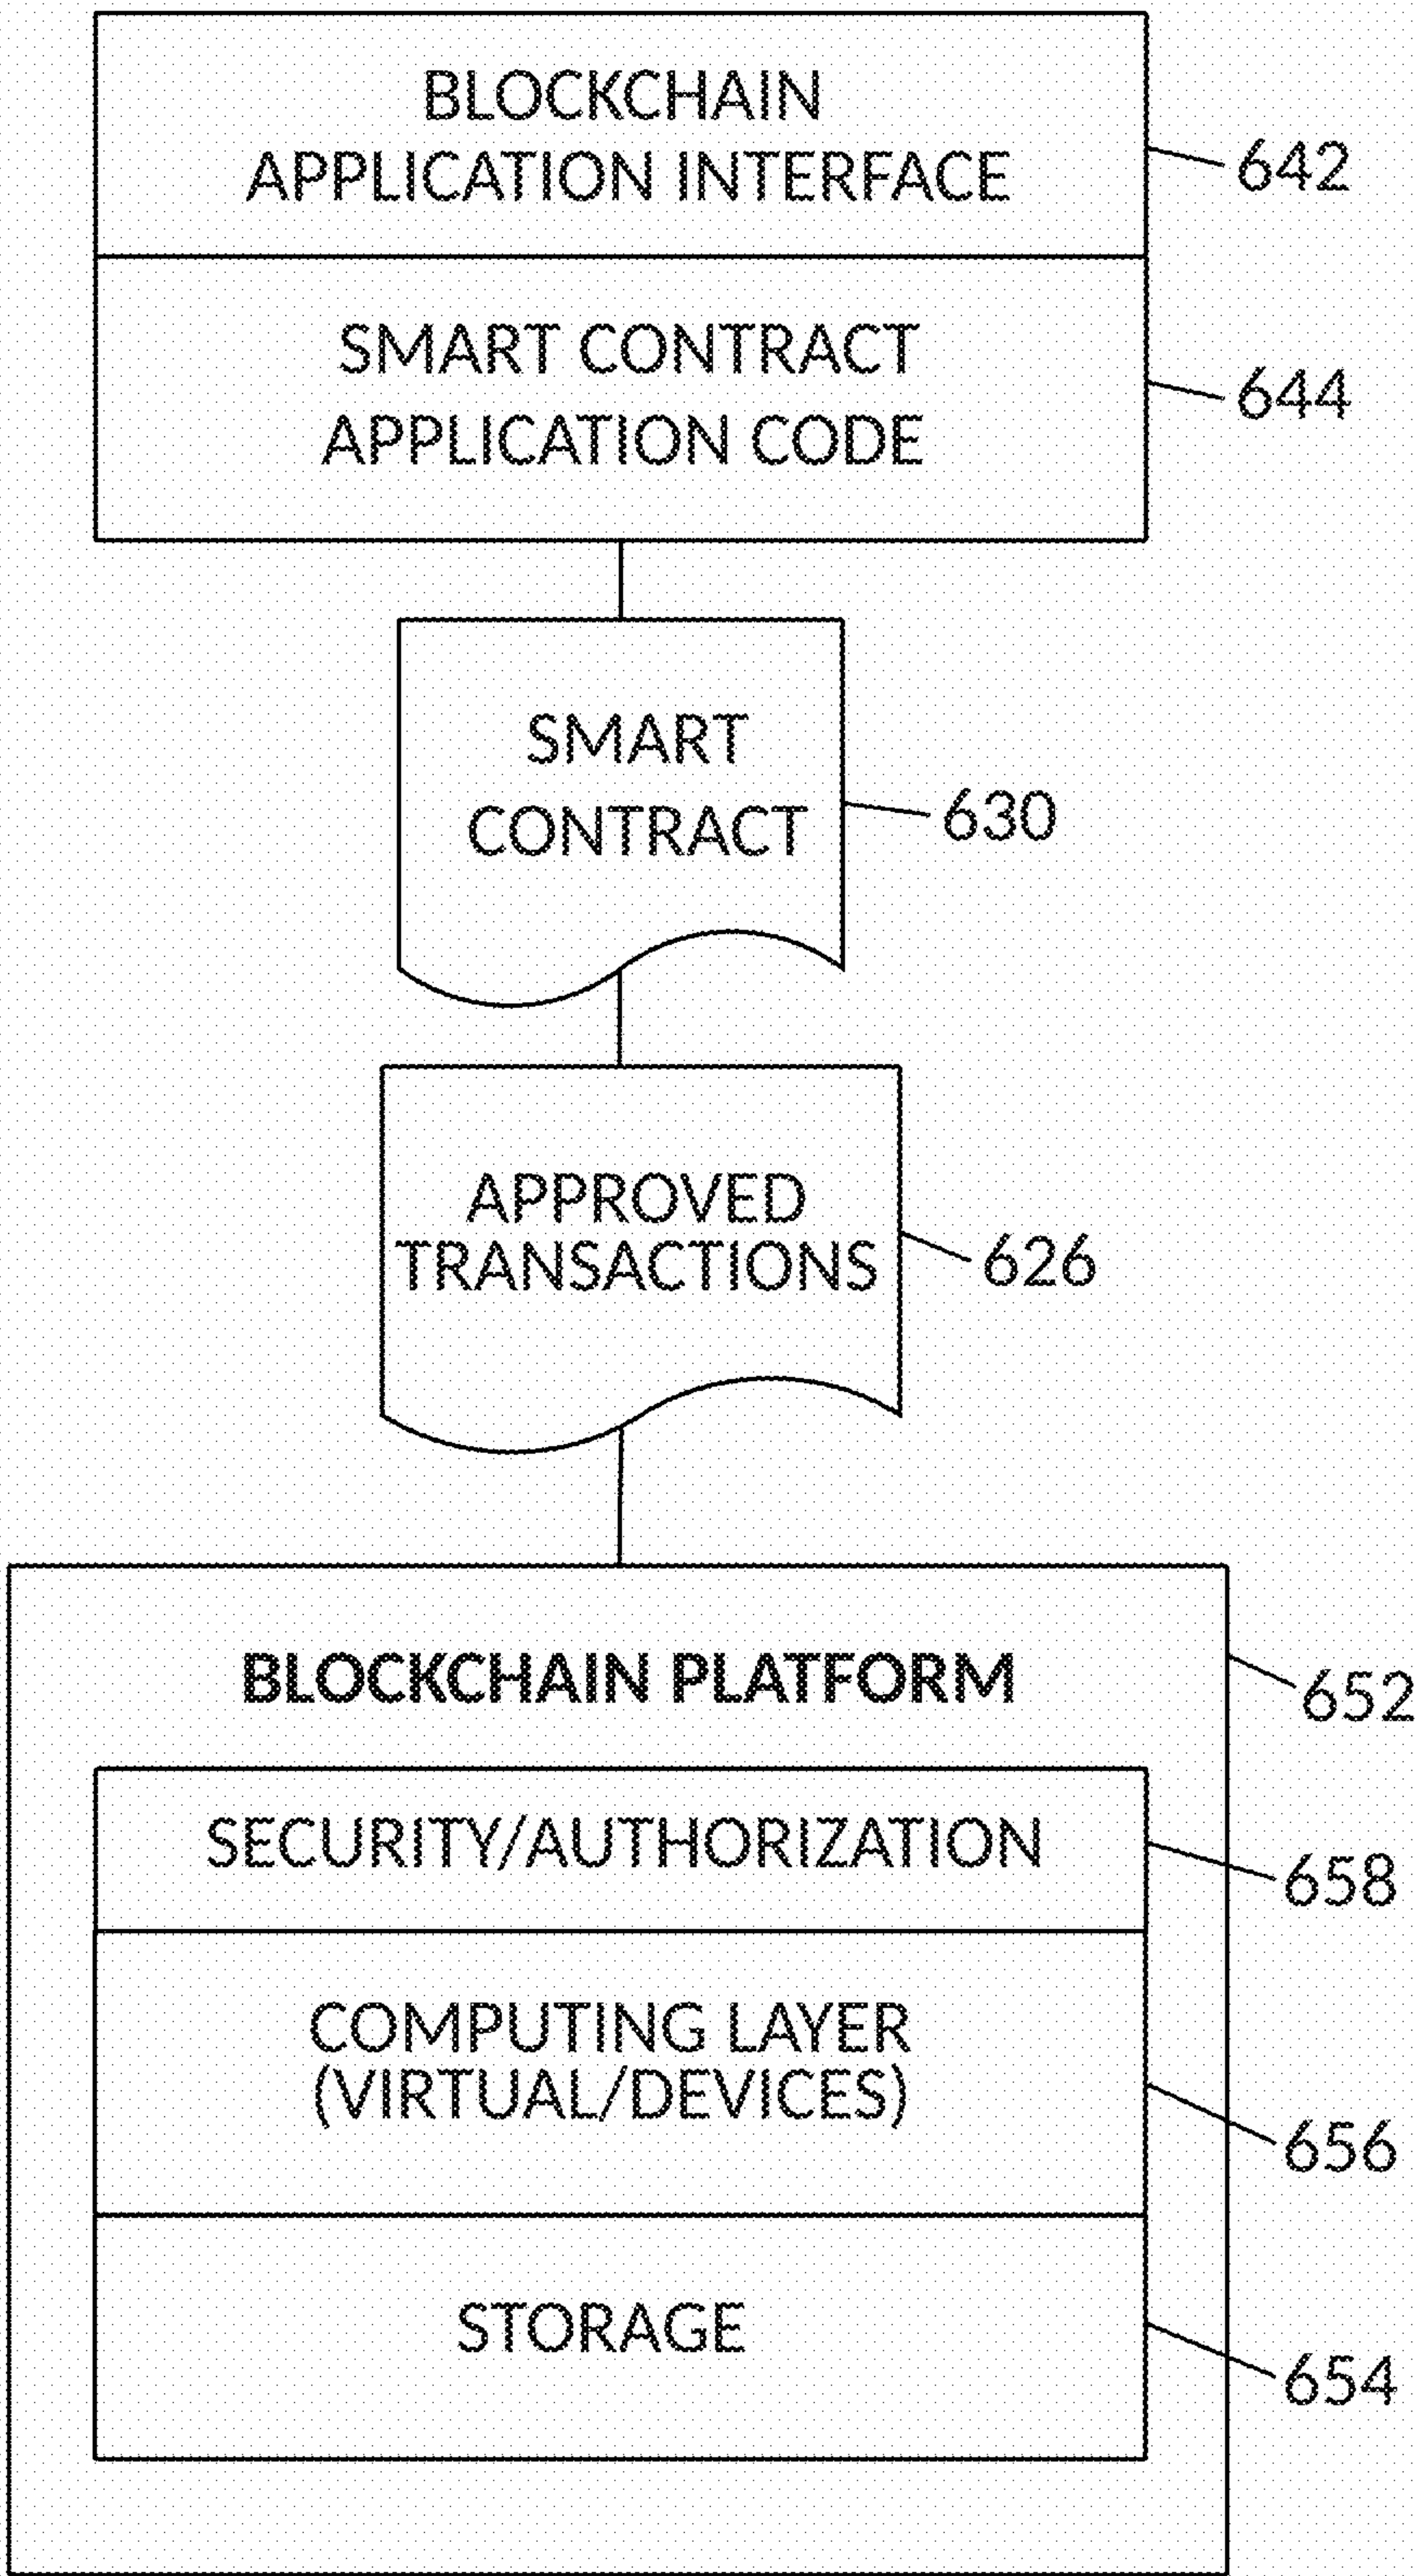 BLOCKCHAIN
APPLICATION INTERFACE
642
SMART CONTRACT
APPLICATION CODE
644
SMART
CONTRACT
630
APPROVED
TRANSACTIONS
626
BLOCKCHAIN PLATFORM
652
SECURITY/AUTHORIZATION
658
COMPUTING LAYER
(VIRTUAL/DEVICES)
656
STORAGE
654